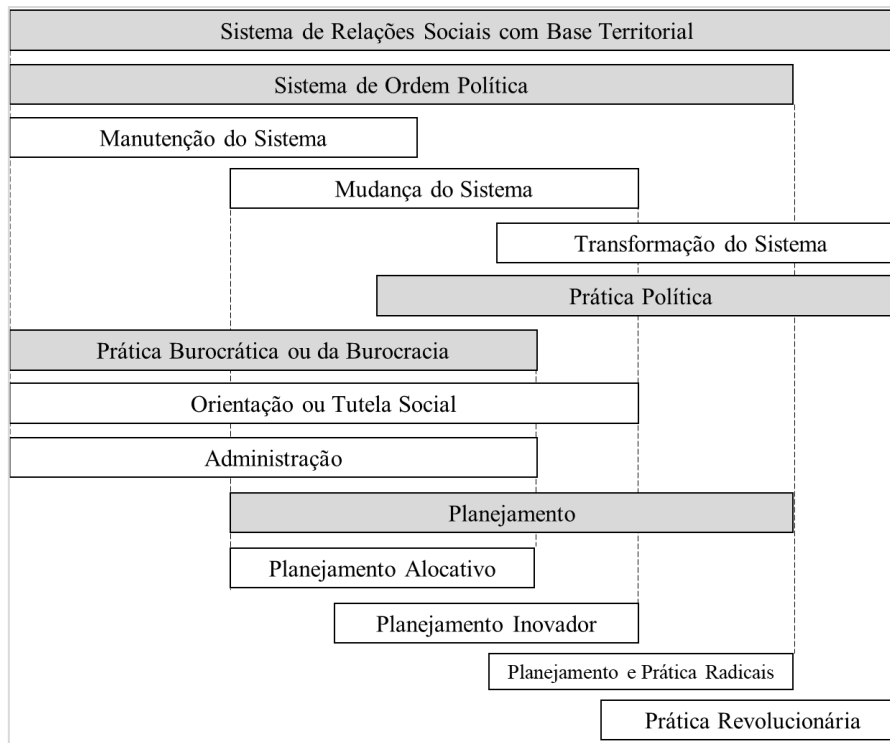 Sistema de Relações Sociais com Base Territorial
Sistema de Ordem Política
Manutenção do Sistema
Mudança do Sistema
Transformação do Sistema
Prática Política
Prática Burocrática ou da Burocracia
Orientação ou Tutela Social
Administração
Planejamento
Planejamento Alocativo
Planejamento Inovador
Planejamento e Prática Radicais
Prática Revolucionária